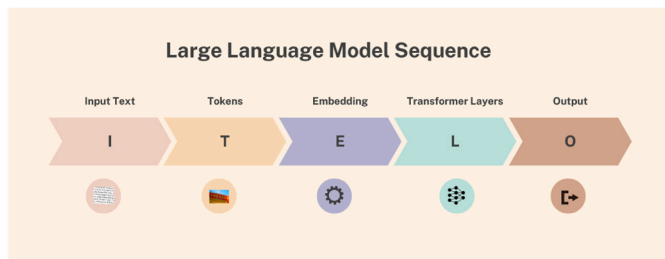 Large Language Model Sequence
Input Text Tokens Embedding Transformer Layers Output
I T E L O